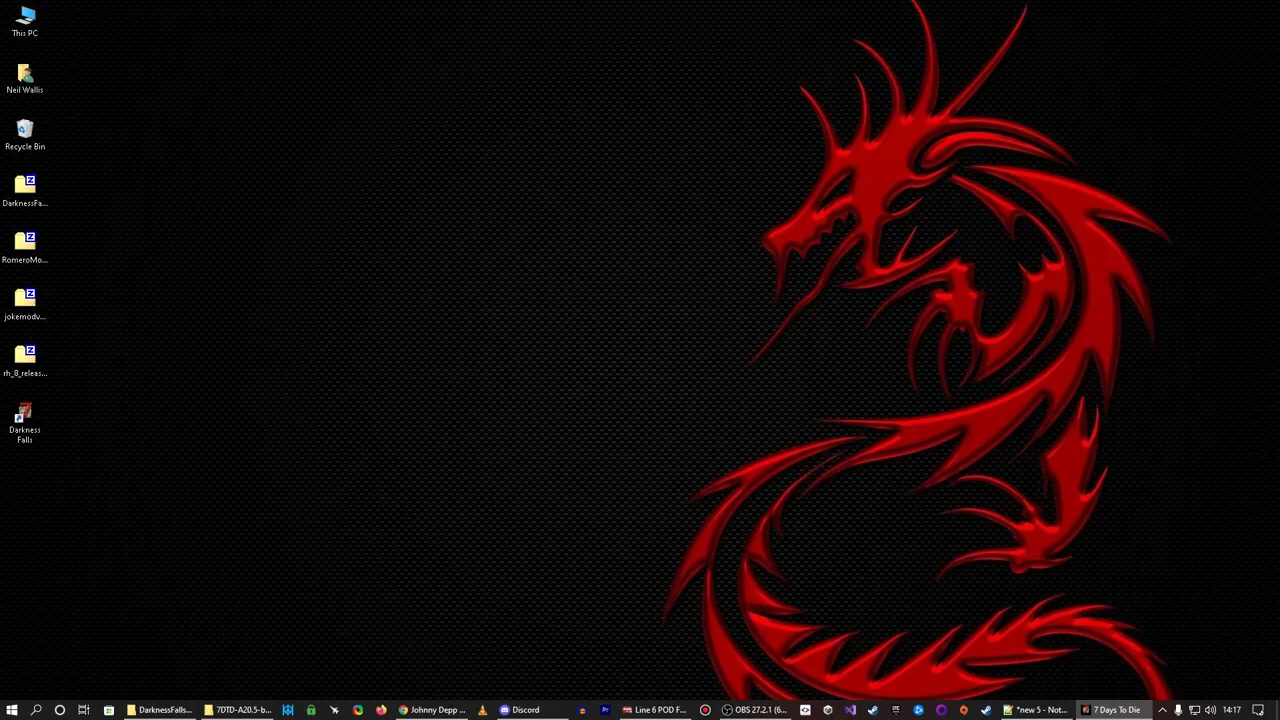 This PC
Neil Wallis
Recycle Bin
DarknessFa...
RomeroMo...
jokemodv...
rh_8_releas...
Darkness
Falls
DarknessFalls...
7DTD-A20.5-b...
Johnny Depp ...
Discord
Line 6 POD F...
OBS 27.2.1 (6...
*new 5 - Not...
7 Days To Die
14:17